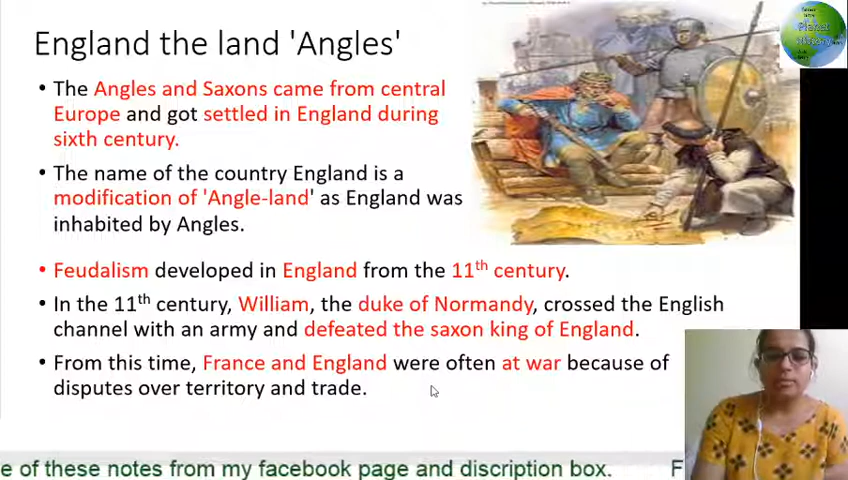 England the land 'Angles'
• The Angles and Saxons came from central
Europe and got settled in England during
sixth century.
• The name of the country England is a
modification of 'Angle-land' as England was
inhabited by Angles.
• Feudalism developed in England from the 11th century.
• In the 11th century, William, the duke of Normandy, crossed the English
channel with an army and defeated the saxon king of England.
• From this time, France and England were often at war because of
disputes over territory and trade.
e of these notes from my facebook page and discription box. F
Planet
History